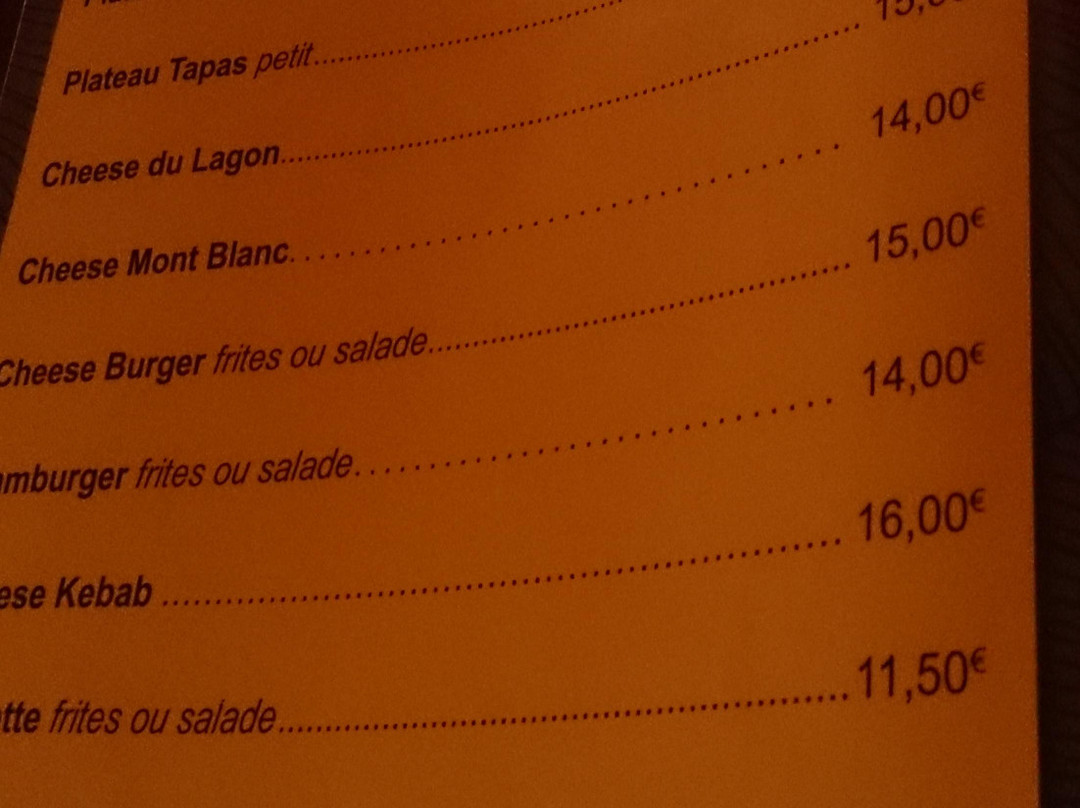 Plateau Tapas petit
Cheese du Lagon
Cheese Mont Blanc 14,00€
Cheese Burger frites ou salade 15,00€
amburger frites ou salade 14,00€
ese Kebab 16,00€
tte frites ou salade 11,50€